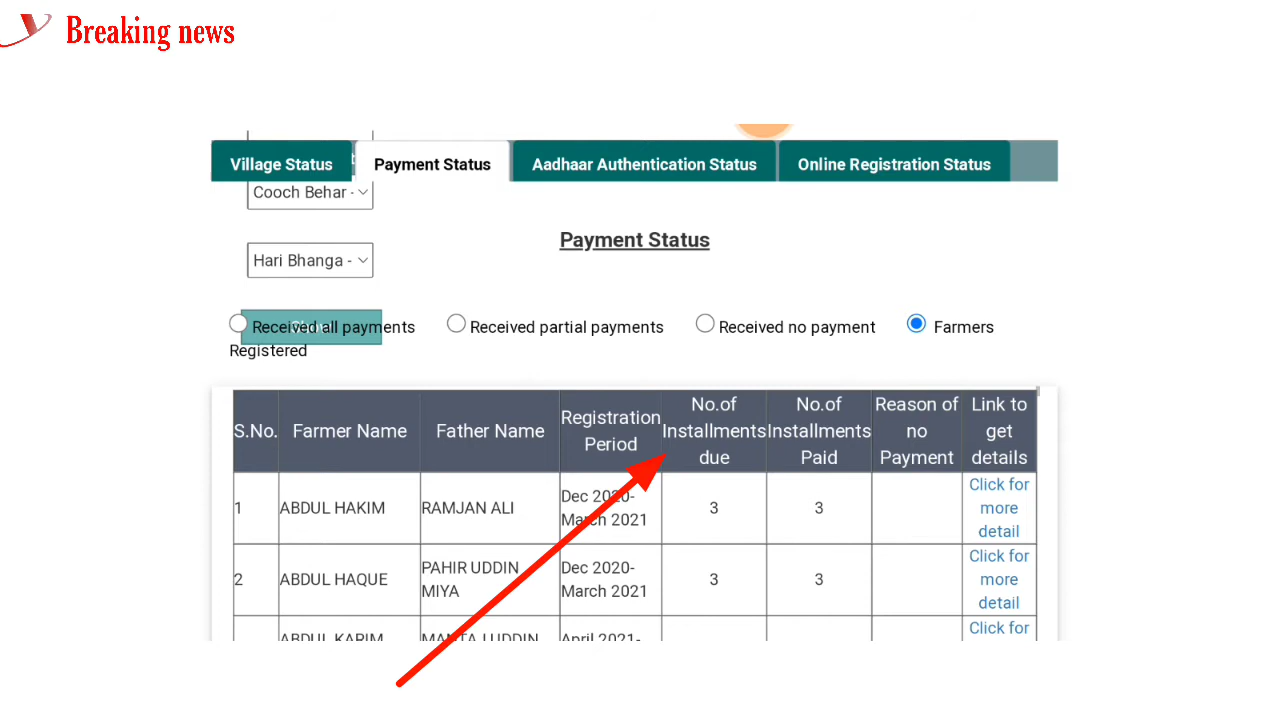 Breaking news
Village Status
Payment Status
Aadhaar Authentication Status
Online Registration Status
Cooch Behar -
Payment Status
Hari Bhanga -
Received all payments
Received partial payments
Received no payment
Farmers
Registered
S.No. Farmer Name Father Name Registration Period No.of Installments due No.of Installments Paid Reason of no Payment Link to get details
1 ABDUL HAKIM RAMJAN ALI Dec 2020- March 2021 3 3 Click for more detail
2 ABDUL HAQUE PAHIR UDDIN MIYA Dec 2020- March 2021 3 3 Click for more detail
ABDUL KARIM April 2021- Click for